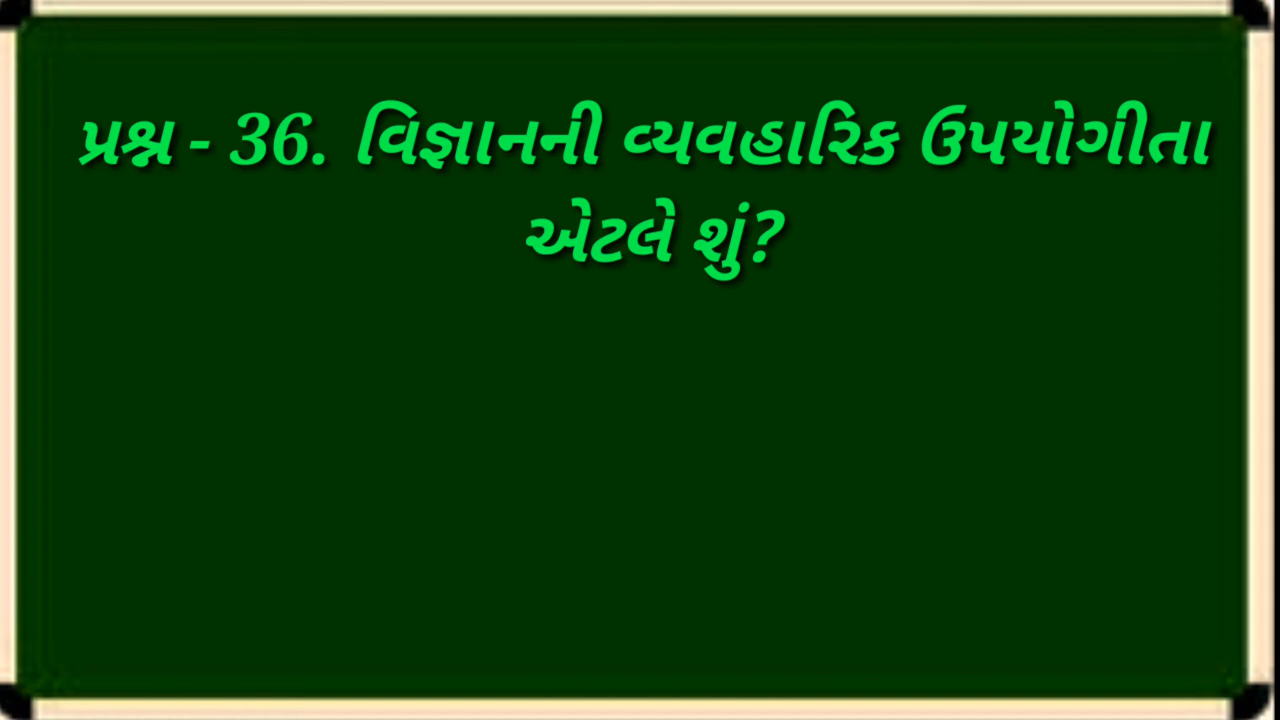 પ્રશ્ન - 36. વિજ્ઞાનની વ્યવહારિક ઉપયોગીતા
એટલે શું?